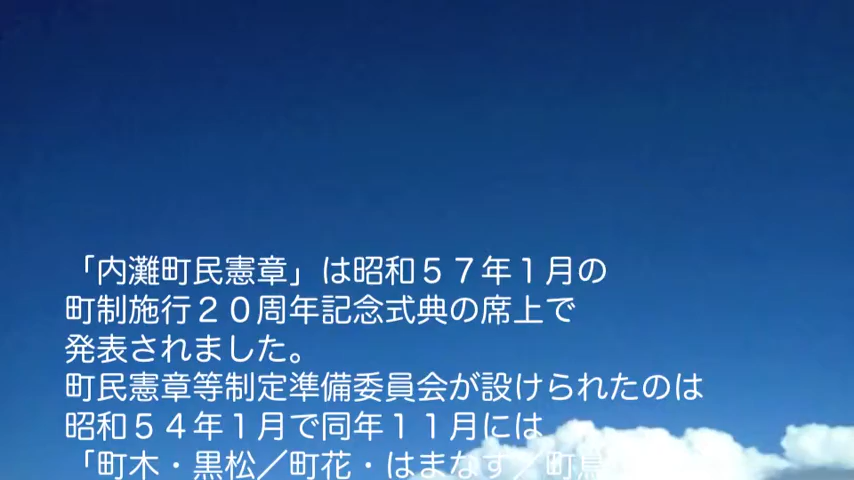 「内灘町民憲章」は昭和５７年１月の
町制施行２０周年記念式典の席上で
発表されました。
町民憲章等制定準備委員会が設けられたのは
昭和５４年１月で同年１１月には
「町木・黒松／町花・はまなす／町鳥